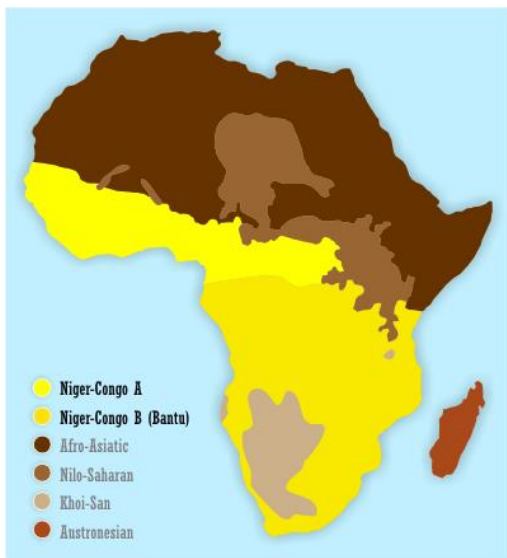 Niger-Congo A
Niger-Congo B (Bantu)
Afro-Asiatic
Nilo-Saharan
Khoi-San
Austronesian